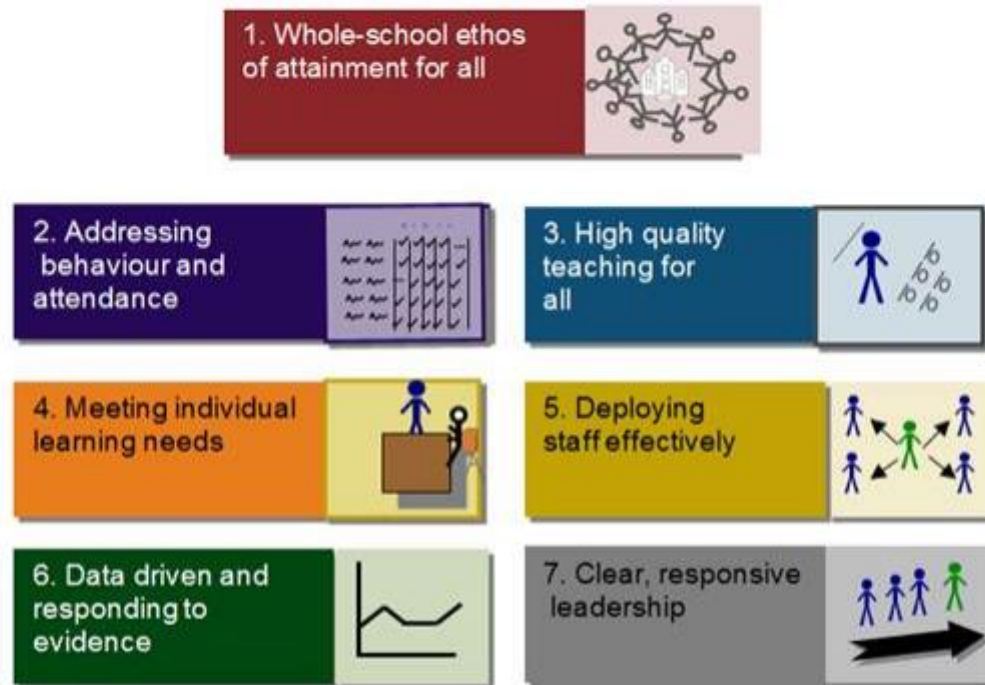 1. Whole-school ethos
of attainment for all
2. Addressing
behaviour and
attendance
3. High quality
teaching for
all
4. Meeting individual
learning needs
5. Deploying
staff effectively
6. Data driven and
responding to
evidence
7. Clear, responsive
leadership